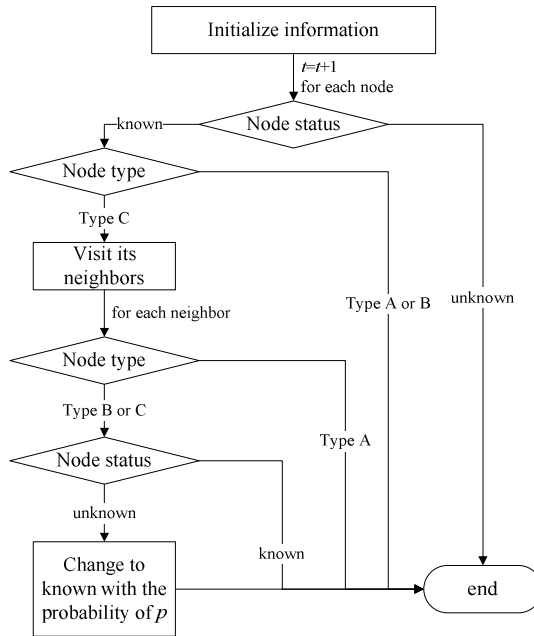 Initialize information
t=t+1
for each node
Node status
known
Node type
Type C
Visit its
neighbors
Type A or B
unknown
for each neighbor
Node type
Type B or C
Type A
Node status
unknown
known
Change to
known with the
probability of p
end